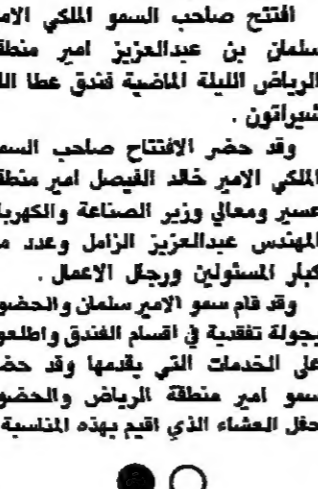 افتتح صاحب السمو الملكي الامير
سلمان بن عبدالعزيز امير منطقة
الرياض الليلة الماضية فندق عطا الله
شيراتون .
وقد حضر الافتتاح صاحب السمو
الملكي الامير خالد الفيصل امير منطقة
عسير ومعالي وزير الصناعة والكهرباء
المهندس عبدالعزيز الزامل وعدد من
كبار المسئولين ورجال الاعمال .
وقد قام سمو الامير سلمان والحضور
بجولة تفقدية في اقسام الفندق واطلعوا
على الخدمات التي يقدمها وقد حضر
سمو امير منطقة الرياض والحضور
حفل العشاء الذي اقيم بهذه المناسبة